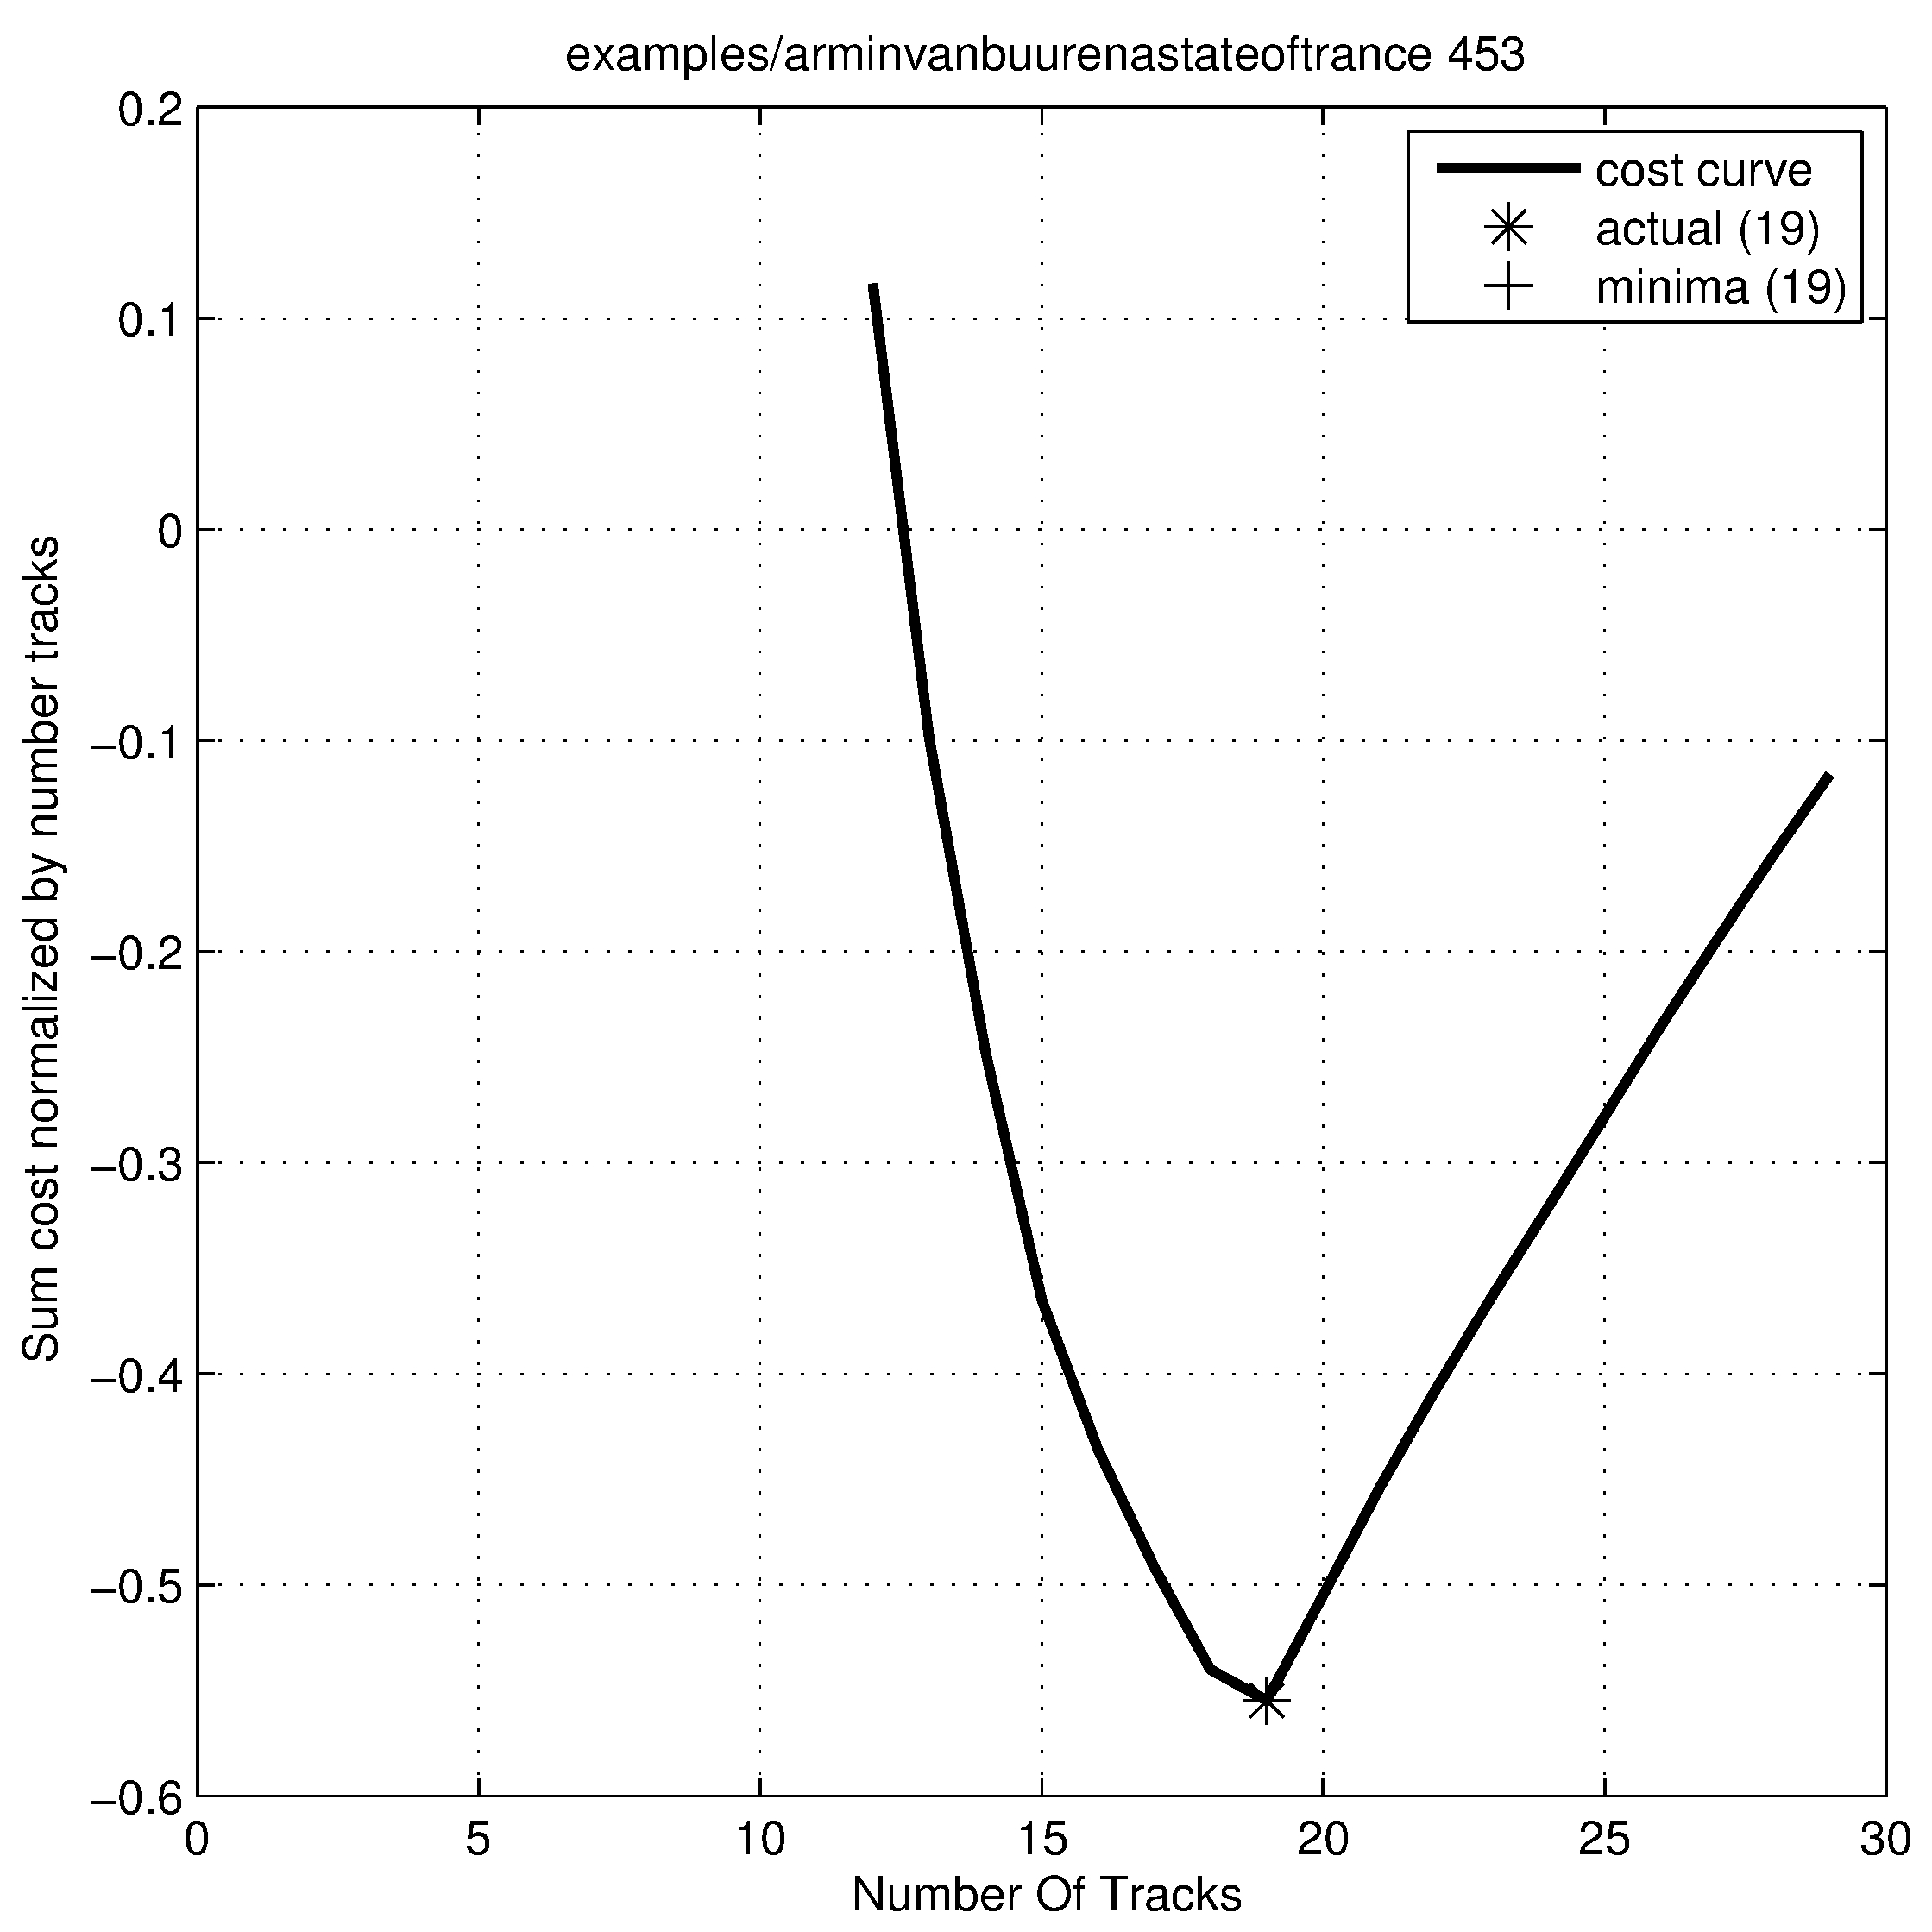 examples/arminvanbuurenastateoftrance 453
cost curve
actual (19)
minima (19)
0.2
0.1
0
−0.1
−0.2
−0.3
−0.4
−0.5
−0.6
Sum cost normalized by number tracks
0 5 10 15 20 25 30
Number Of Tracks